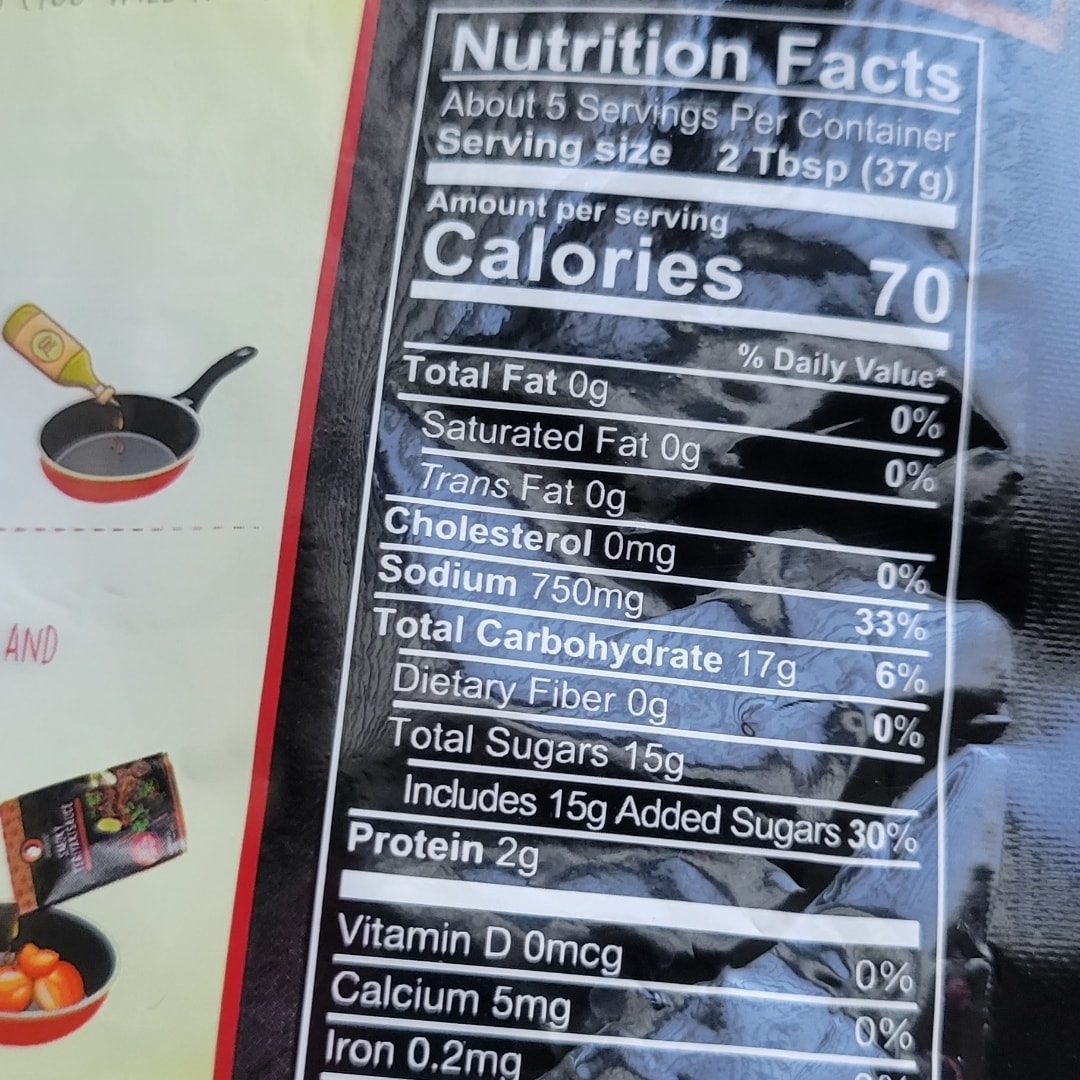 Nutrition Facts
About 5 Servings Per Container
Serving size 2 Tbsp (37g)
Amount per serving
Calories 70
% Daily Value*
Total Fat 0g 0%
Saturated Fat 0g 0%
Trans Fat 0g
Cholesterol 0mg 0%
Sodium 750mg 33%
Total Carbohydrate 17g 6%
Dietary Fiber 0g 0%
Total Sugars 15g
Includes 15g Added Sugars 30%
Protein 2g
Vitamin D 0mcg 0%
Calcium 5mg 0%
Iron 0.2mg
AND
TERIYAKI SAUCE